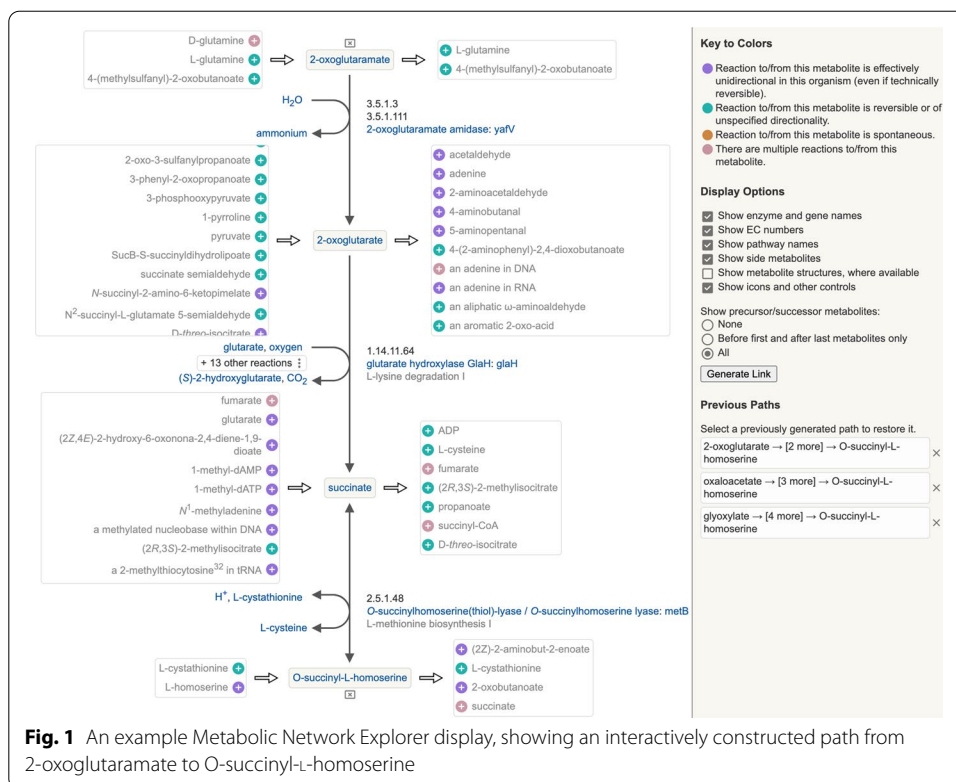 D-glutamine
L-glutamine
4-(methylsulfanyl)-2-oxobutanoate
2-oxoglutaramate
L-glutamine
4-(methylsulfanyl)-2-oxobutanoate
H2O
ammonium
3.5.1.3
3.5.1.111
2-oxoglutaramate amidase: yafV
2-oxo-3-sulfanylpropanoate
3-phenyl-2-oxopropanoate
3-phosphooxypyruvate
1-pyrroline
pyruvate
SucB-S-succinyldihydrolipoate
succinate semialdehyde
N-succinyl-2-amino-6-ketopimelate
N2-succinyl-L-glutamate 5-semialdehyde
D-threo-isocitrate
2-oxoglutarate
acetaldehyde
adenine
2-aminoacetaldehyde
4-aminobutanal
5-aminopentanal
4-(2-aminophenyl)-2,4-dioxobutanoate
an adenine in DNA
an adenine in RNA
an aliphatic ω-aminoaldehyde
an aromatic 2-oxo-acid
glutarate, oxygen
+ 13 other reactions ⋮
(S)-2-hydroxyglutarate, CO2
1.14.11.64
glutarate hydroxylase GlaH: glaH
L-lysine degradation I
fumarate
glutarate
(2Z,4E)-2-hydroxy-6-oxonona-2,4-diene-1,9-
dioate
1-methyl-dAMP
1-methyl-dATP
N1-methyladenine
a methylated nucleobase within DNA
(2R,3S)-2-methylisocitrate
a 2-methylthiocytosine32 in tRNA
succinate
ADP
L-cysteine
fumarate
(2R,3S)-2-methylisocitrate
propanoate
succinyl-CoA
D-threo-isocitrate
H+, L-cystathionine
L-cysteine
2.5.1.48
O-succinylhomoserine(thiol)-lyase / O-succinylhomoserine lyase: metB
L-methionine biosynthesis I
L-cystathionine
L-homoserine
O-succinyl-L-homoserine
(2Z)-2-aminobut-2-enoate
L-cystathionine
2-oxobutanoate
succinate
Key to Colors
Reaction to/from this metabolite is effectively
unidirectional in this organism (even if technically
reversible).
Reaction to/from this metabolite is reversible or of
unspecified directionality.
Reaction to/from this metabolite is spontaneous.
There are multiple reactions to/from this
metabolite.
Display Options
Show enzyme and gene names
Show EC numbers
Show pathway names
Show side metabolites
Show metabolite structures, where available
Show icons and other controls
Show precursor/successor metabolites:
None
Before first and after last metabolites only
All
Generate Link
Previous Paths
Select a previously generated path to restore it.
2-oxoglutarate → [2 more] → O-succinyl-L-
homoserine
oxaloacetate → [3 more] → O-succinyl-L-
homoserine
glyoxylate → [4 more] → O-succinyl-L-
homoserine
Fig. 1 An example Metabolic Network Explorer display, showing an interactively constructed path from
2-oxoglutaramate to O-succinyl-L-homoserine